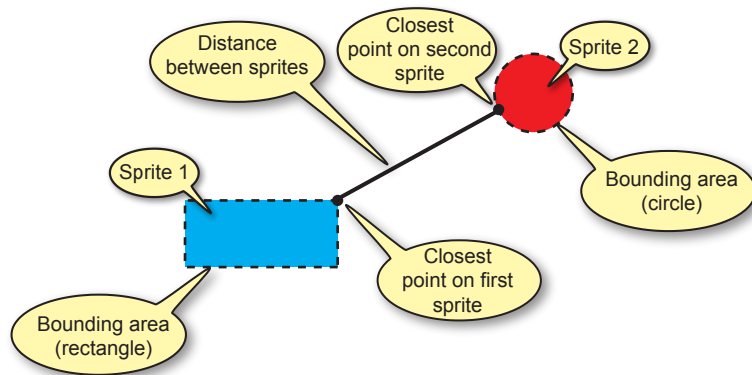 Distance
between sprites
Closest
point on second
sprite
Sprite 2
Sprite 1
Bounding area
(circle)
Closest
point on first
sprite
Bounding area
(rectangle)